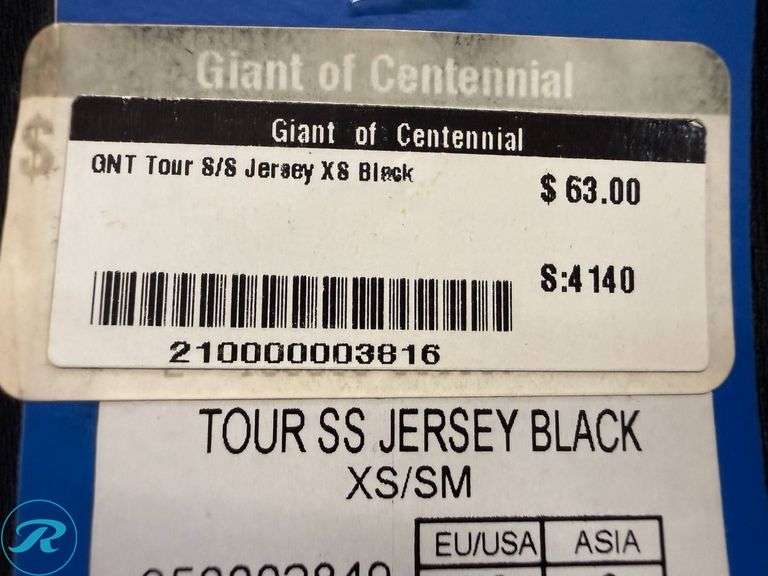 Giant of Centennial
$
Giant of Centennial
GNT Tour S/S Jersey XS Black
$ 63.00
S:4140
210000003816
TOUR SS JERSEY BLACK
XS/SM
EU/USA ASIA
R